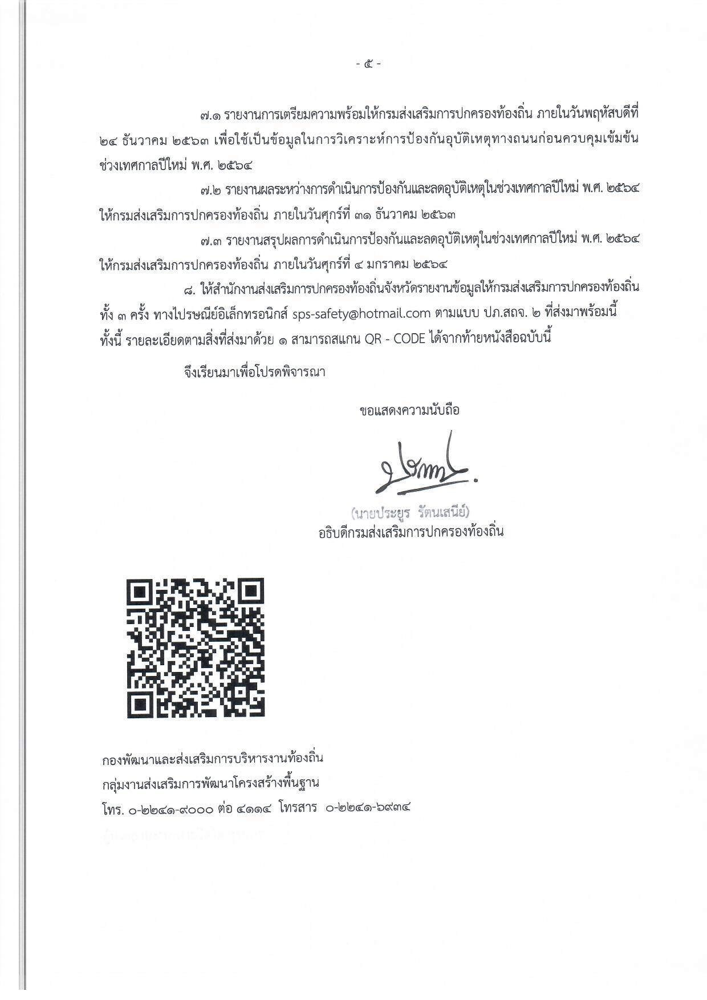 - ๕ -
๗.๑ รายงานการเตรียมความพร้อมให้กรมส่งเสริมการปกครองท้องถิ่น ภายในวันพฤหัสบดีที่
๒๔ ธันวาคม ๒๕๖๓ เพื่อใช้เป็นข้อมูลในการวิเคราะห์การป้องกันอุบัติเหตุทางถนนก่อนควบคุมเข้มข้น
ช่วงเทศกาลปีใหม่ พ.ศ. ๒๕๖๔
๗.๒ รายงานผลระหว่างการดำเนินการป้องกันและลดอุบัติเหตุในช่วงเทศกาลปีใหม่ พ.ศ. ๒๕๖๔
ให้กรมส่งเสริมการปกครองท้องถิ่น ภายในวันศุกร์ที่ ๓๑ ธันวาคม ๒๕๖๓
๗.๓ รายงานสรุปผลการดำเนินการป้องกันและลดอุบัติเหตุในช่วงเทศกาลปีใหม่ พ.ศ. ๒๕๖๔
ให้กรมส่งเสริมการปกครองท้องถิ่น ภายในวันศุกร์ที่ ๔ มกราคม ๒๕๖๔
๘. ให้สำนักงานส่งเสริมการปกครองท้องถิ่นจังหวัดรายงานข้อมูลให้กรมส่งเสริมการปกครองท้องถิ่น
ทั้ง ๓ ครั้ง ทางไปรษณีย์อิเล็กทรอนิกส์ sps-safety@hotmail.com ตามแบบ ปภ.สถจ. ๒ ที่ส่งมาพร้อมนี้
ทั้งนี้ รายละเอียดตามสิ่งที่ส่งมาด้วย ๑ สามารถสแกน QR - CODE ได้จากท้ายหนังสือฉบับนี้
จึงเรียนมาเพื่อโปรดพิจารณา
ขอแสดงความนับถือ
(นายประยูร รัตนเสนีย์)
อธิบดีกรมส่งเสริมการปกครองท้องถิ่น
กองพัฒนาและส่งเสริมการบริหารงานท้องถิ่น
กลุ่มงานส่งเสริมการพัฒนาโครงสร้างพื้นฐาน
โทร. ๐-๒๒๔๑-๙๐๐๐ ต่อ ๔๑๑๔ โทรสาร ๐-๒๒๔๑-๖๙๓๔